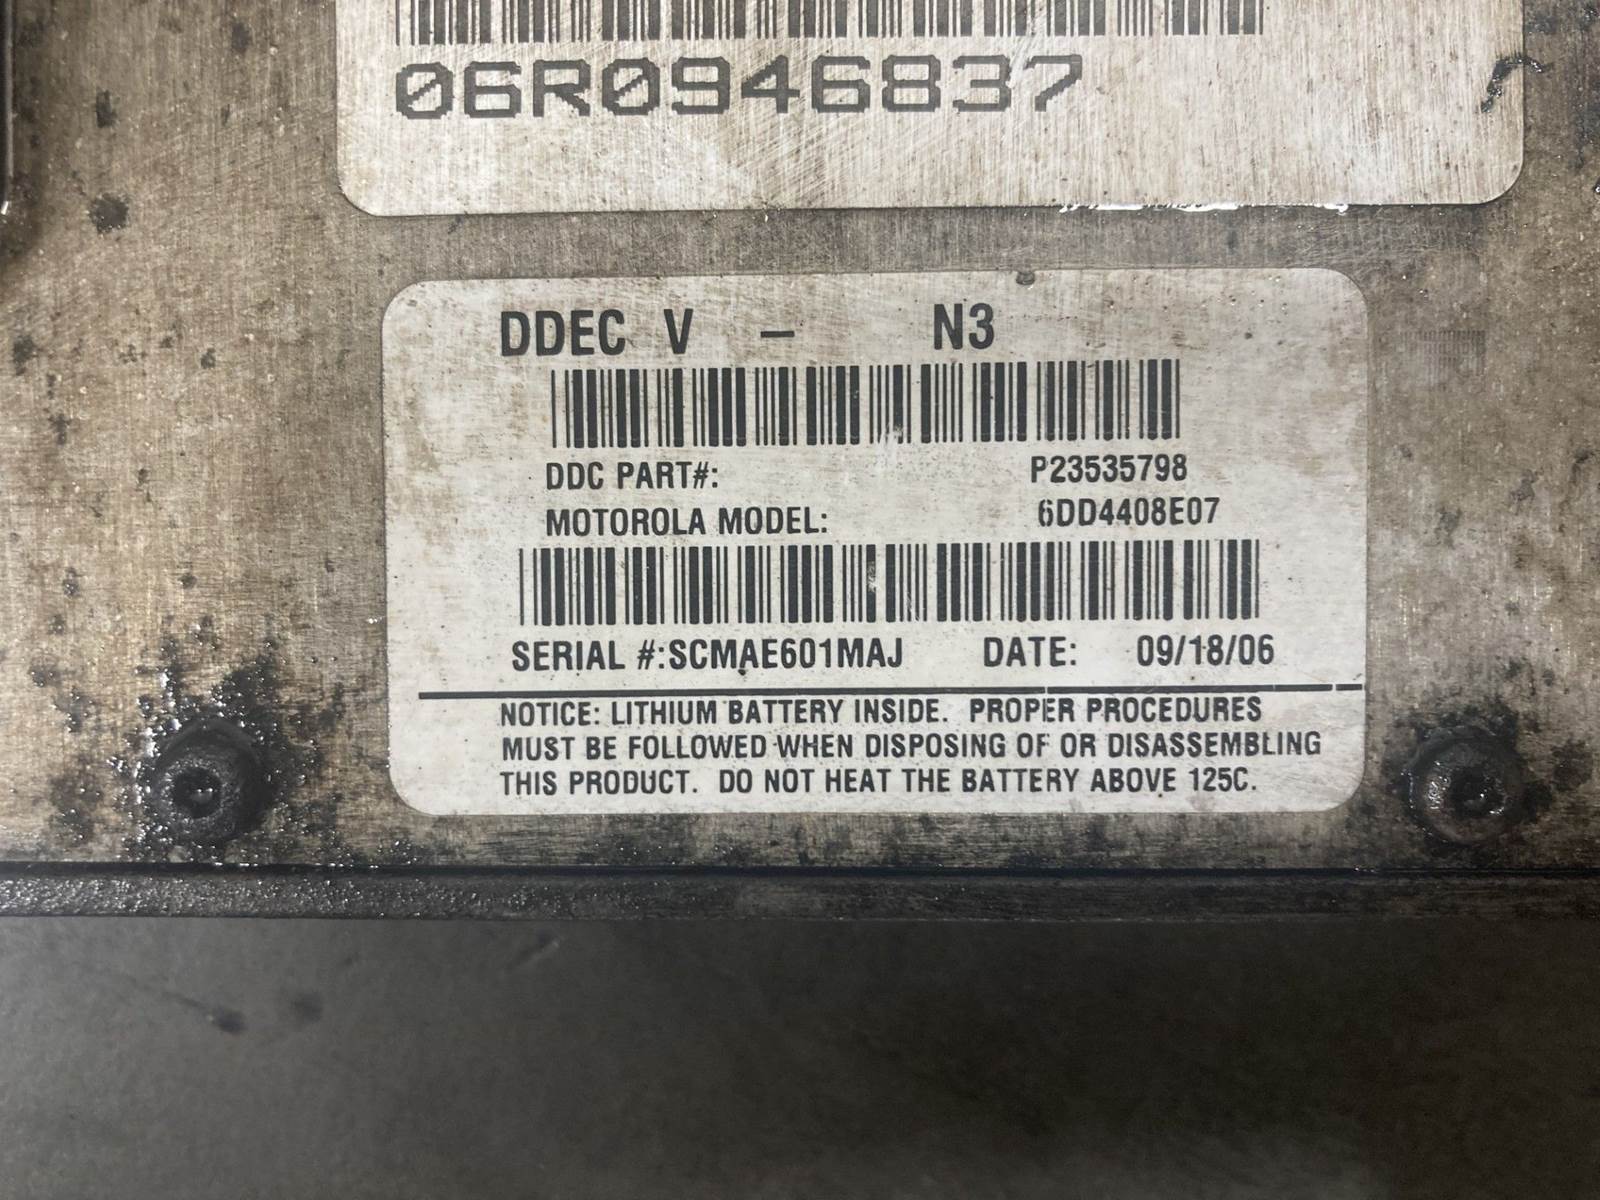 06R0946837
DDEC V - N3
DDC PART#: P23535798
MOTOROLA MODEL: 6DD4408E07
SERIAL #:SCMAE601MAJ DATE: 09/18/06
NOTICE: LITHIUM BATTERY INSIDE. PROPER PROCEDURES
MUST BE FOLLOWED WHEN DISPOSING OF OR DISASSEMBLING
THIS PRODUCT. DO NOT HEAT THE BATTERY ABOVE 125C.